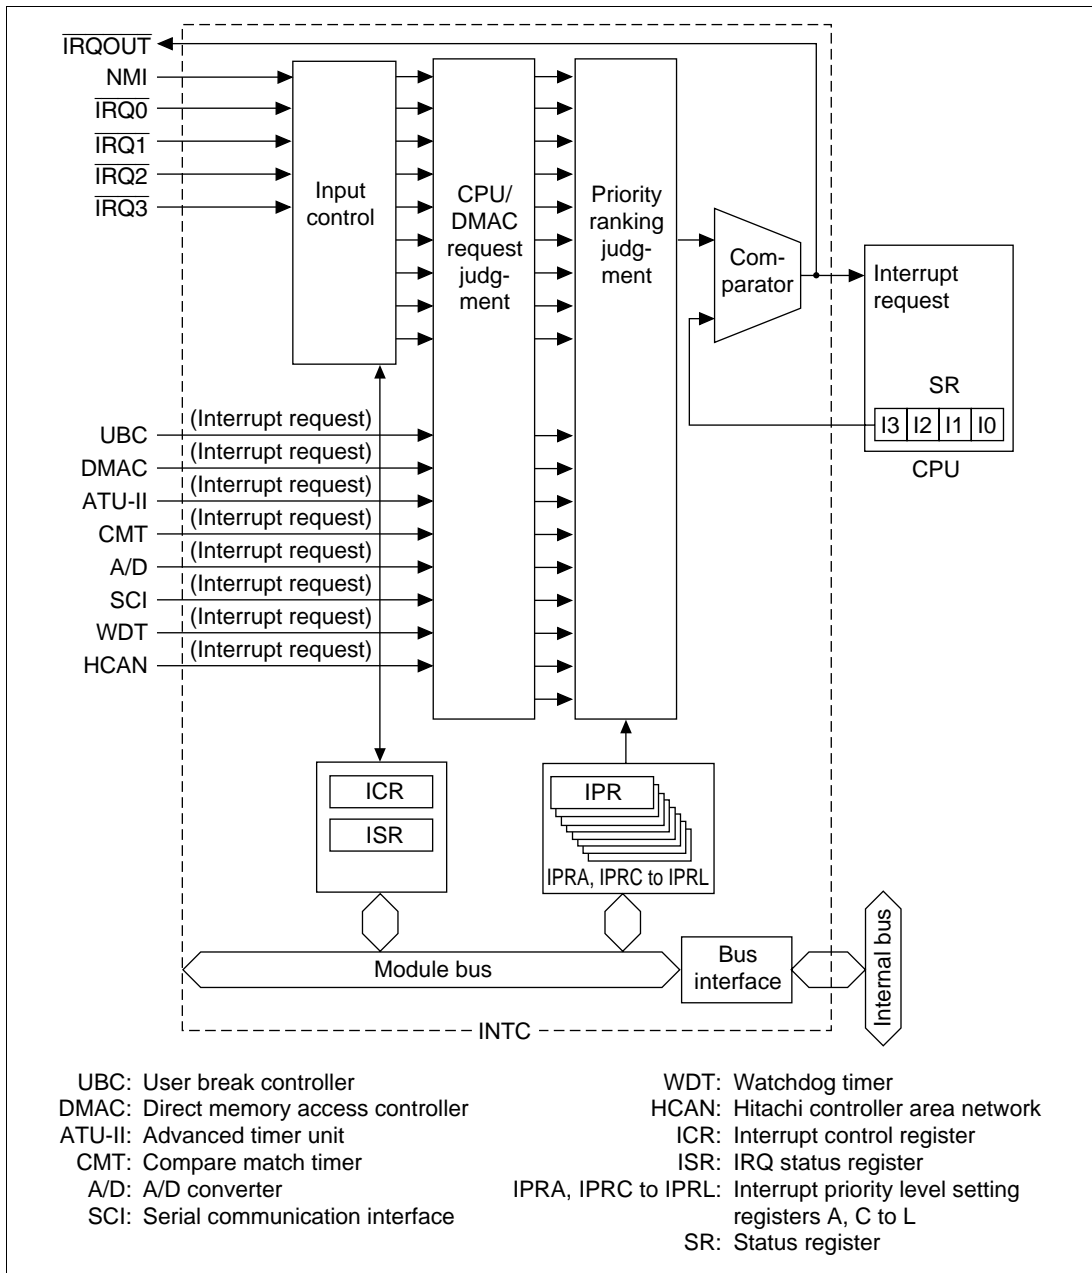 IRQOUT
NMI
IRQ0
IRQ1
IRQ2
IRQ3
Input
control
CPU/
DMAC
request
judg-
ment
Priority
ranking
judg-
ment
Com-
parator
Interrupt
request
SR
I3 I2 I1 I0
CPU
UBC (Interrupt request)
DMAC (Interrupt request)
ATU-II (Interrupt request)
CMT (Interrupt request)
A/D (Interrupt request)
SCI (Interrupt request)
WDT (Interrupt request)
HCAN (Interrupt request)
ICR
ISR
IPR
IPRA, IPRC to IPRL
Module bus
Bus
interface
Internal bus
INTC
UBC: User break controller
DMAC: Direct memory access controller
ATU-II: Advanced timer unit
CMT: Compare match timer
A/D: A/D converter
SCI: Serial communication interface
WDT: Watchdog timer
HCAN: Hitachi controller area network
ICR: Interrupt control register
ISR: IRQ status register
IPRA, IPRC to IPRL: Interrupt priority level setting
registers A, C to L
SR: Status register